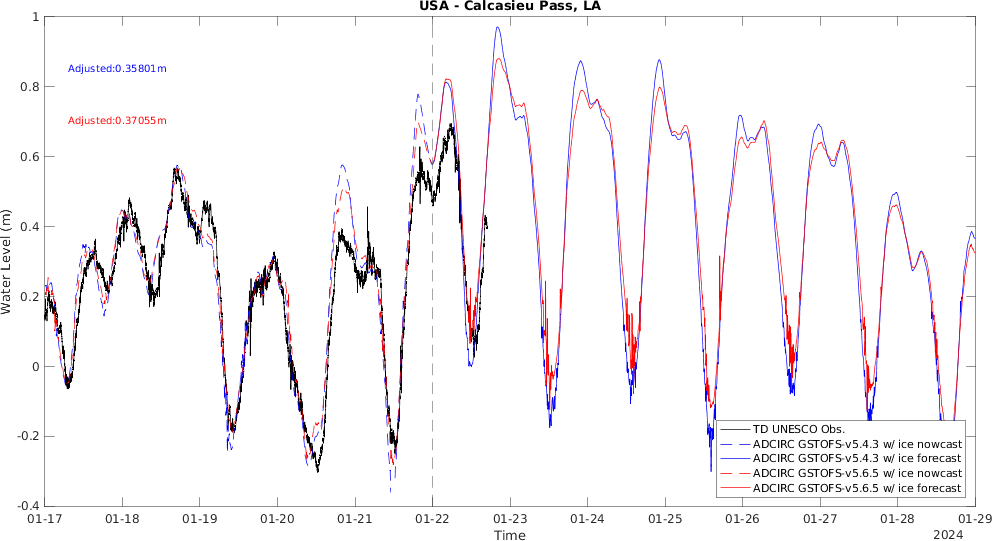 USA - Calcasieu Pass, LA
Adjusted:0.35801m
Adjusted:0.37055m
Water Level (m)
1
0.8
0.6
0.4
0.2
0
-0.2
-0.4
TD UNESCO Obs.
ADCIRC GSTOFS-v5.4.3 w/ ice nowcast
ADCIRC GSTOFS-v5.4.3 w/ ice forecast
ADCIRC GSTOFS-v5.6.5 w/ ice nowcast
ADCIRC GSTOFS-v5.6.5 w/ ice forecast
01-17 01-18 01-19 01-20 01-21 01-22 01-23 01-24 01-25 01-26 01-27 01-28 01-29
Time
2024